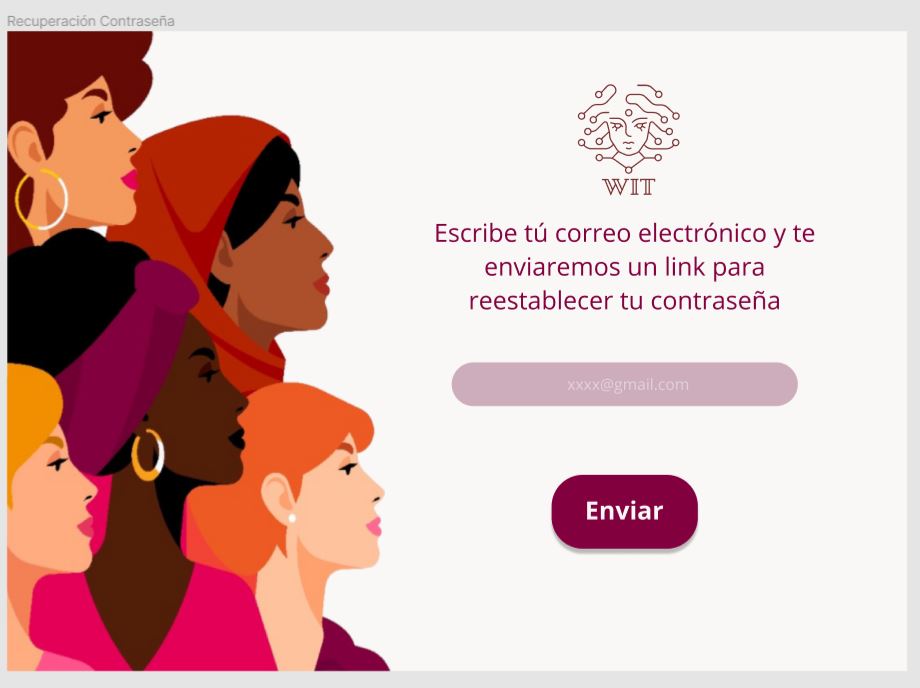 Recuperación Contraseña
WIT
Escribe tú correo electrónico y te
enviaremos un link para
reestablecer tu contraseña
xxxx@gmail.com
Enviar